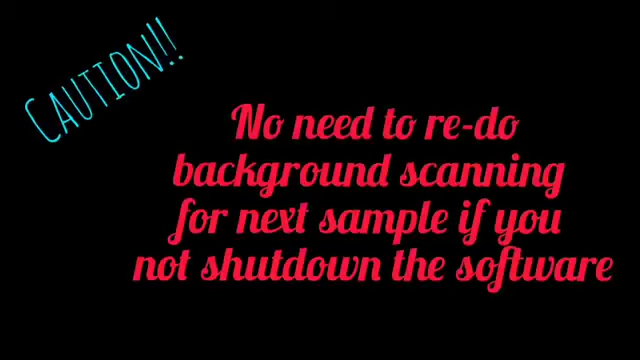 CAUTION!!
No need to re-do
background scanning
for next sample if you
not shutdown the software